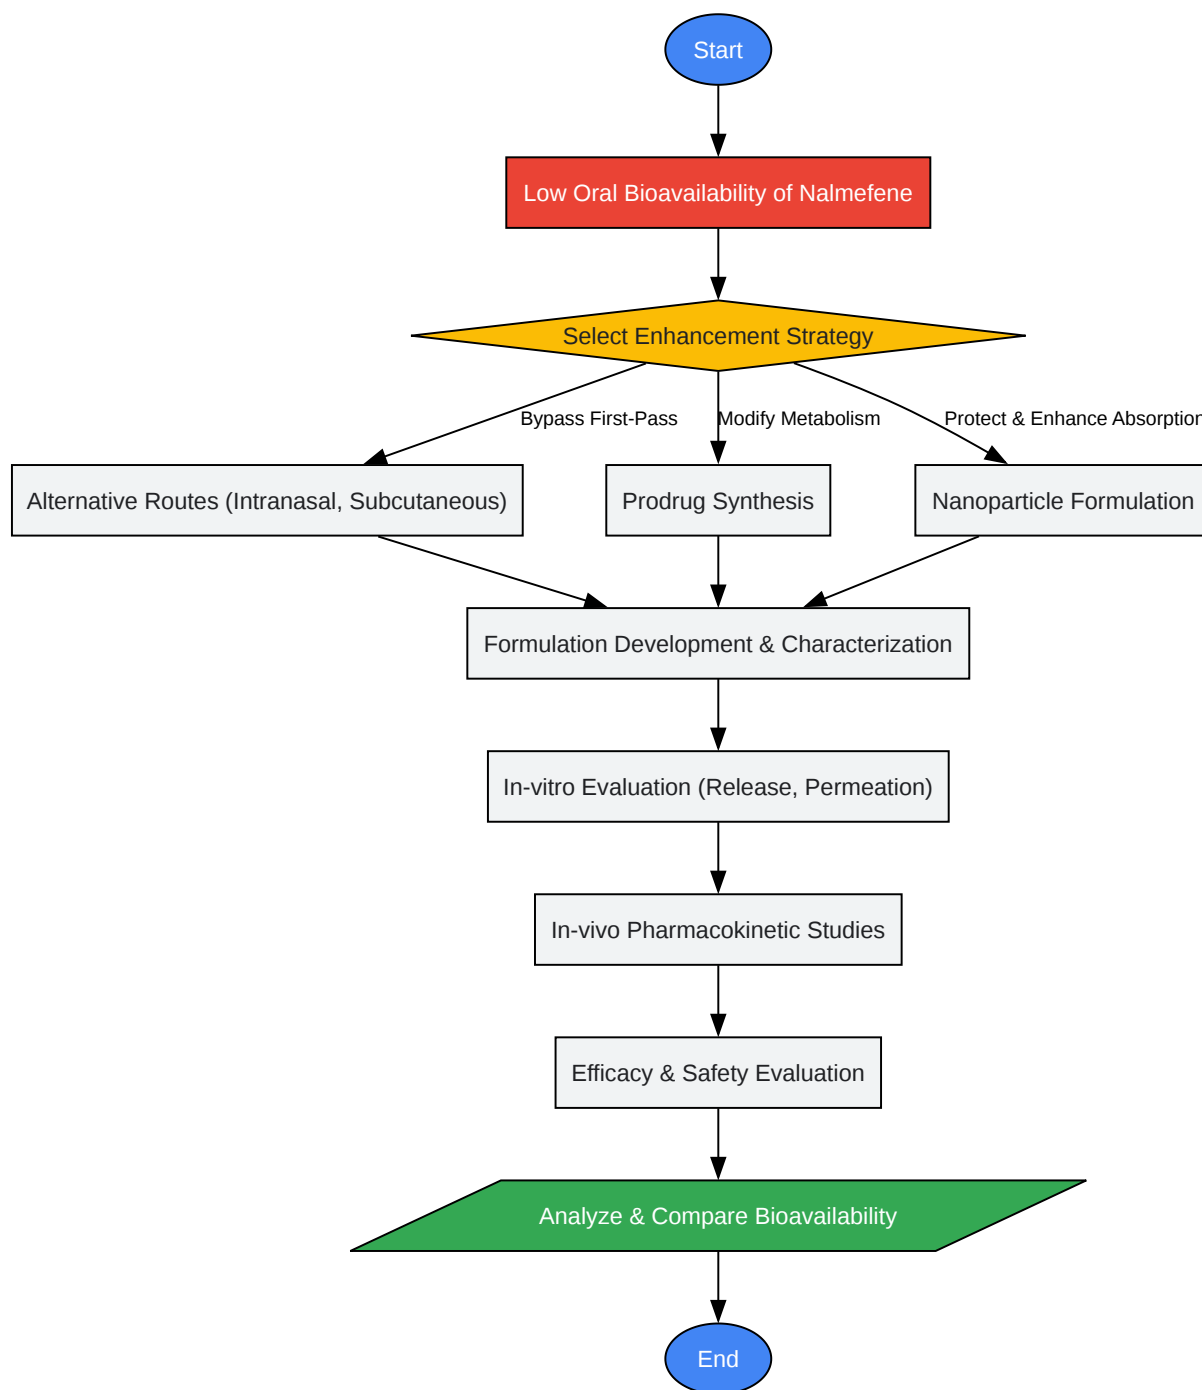 Start
Low Oral Bioavailability of Nalmefene
Select Enhancement Strategy
Bypass First-Pass
Modify Metabolism
Protect & Enhance Absorption
Alternative Routes (Intranasal, Subcutaneous)
Prodrug Synthesis
Nanoparticle Formulation
Formulation Development & Characterization
In-vitro Evaluation (Release, Permeation)
In-vivo Pharmacokinetic Studies
Efficacy & Safety Evaluation
Analyze & Compare Bioavailability
End